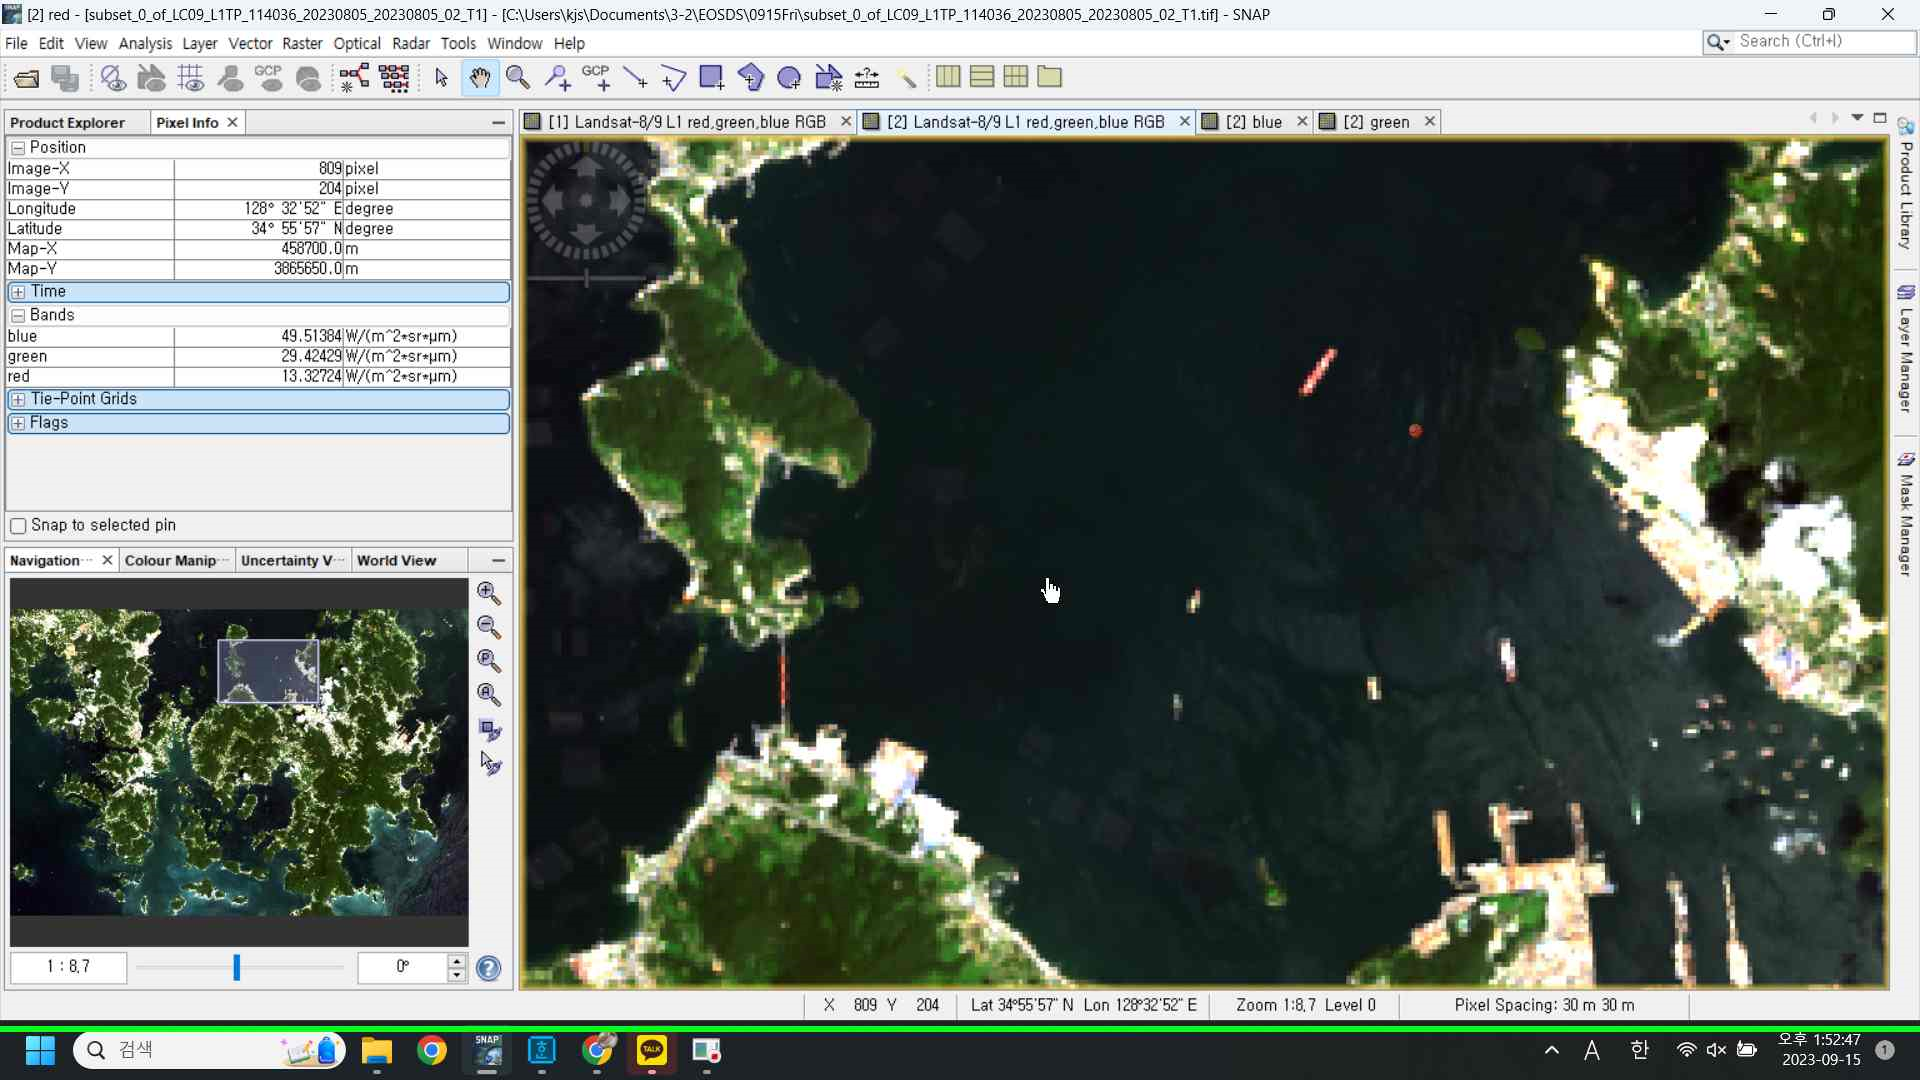 [2] red - [subset_0_of_LC09_L1TP_114036_20230805_20230805_02_T1] - [C:\Users\kjs\Documents\3-2\EOSDS\0915Fri\subset_0_of_LC09_L1TP_114036_20230805_20230805_02_T1.tif] - SNAP
File Edit View Analysis Layer Vector Raster Optical Radar Tools Window Help
Search (Ctrl+I)
GCP GCP
Product Explorer Pixel Info
[1] Landsat-8/9 L1 red,green,blue RGB [2] Landsat-8/9 L1 red,green,blue RGB [2] blue [2] green
Position
Image-X 809 pixel
Image-Y 204 pixel
Longitude 128° 32'52" E degree
Latitude 34° 55'57" N degree
Map-X 458700.0 m
Map-Y 3865650.0 m
Time
Bands
blue 49.51384 W/(m^2*sr*μm)
green 29.42429 W/(m^2*sr*μm)
red 13.32724 W/(m^2*sr*μm)
Tie-Point Grids
Flags
Snap to selected pin
Navigation... Colour Manip... Uncertainty V... World View
1 : 8,7 0°
Product Library
Layer Manager
Mask Manager
X 809 Y 204 Lat 34°55'57" N Lon 128°32'52" E Zoom 1:8,7 Level 0 Pixel Spacing: 30 m 30 m
검색
SNAP
TALK
A 한
오후 1:52:47
2023-09-15
1